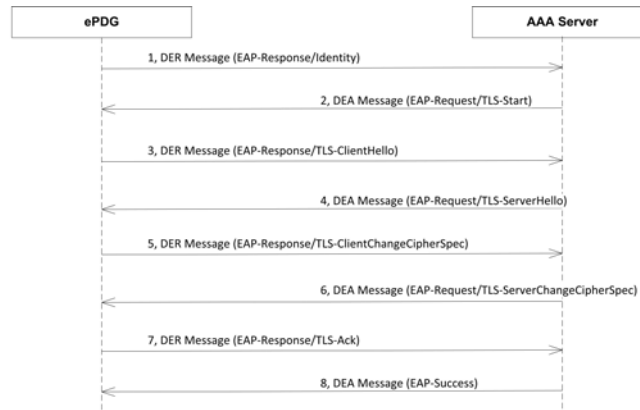 ePDG
AAA Server
1, DER Message (EAP-Response/Identity)
2, DEA Message (EAP-Request/TLS-Start)
3, DER Message (EAP-Response/TLS-ClientHello)
4, DEA Message (EAP-Request/TLS-ServerHello)
5, DER Message (EAP-Response/TLS-ClientChangeCipherSpec)
6, DEA Message (EAP-Request/TLS-ServerChangeCipherSpec)
7, DER Message (EAP-Response/TLS-Ack)
8, DEA Message (EAP-Success)